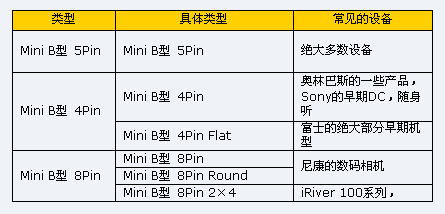 类型 具体类型 常见的设备
Mini B型 5Pin Mini B型 5Pin 绝大多数设备
Mini B型 4Pin Mini B型 4Pin 奥林巴斯的一些产品，
Sony的早期DC，随身
听
Mini B型 4Pin Flat 富士的绝大部分早期机
型
Mini B型 8Pin Mini B型 8Pin 尼康的数码相机
Mini B型 8Pin Round
Mini B型 8Pin 2×4 iRiver 100系列，